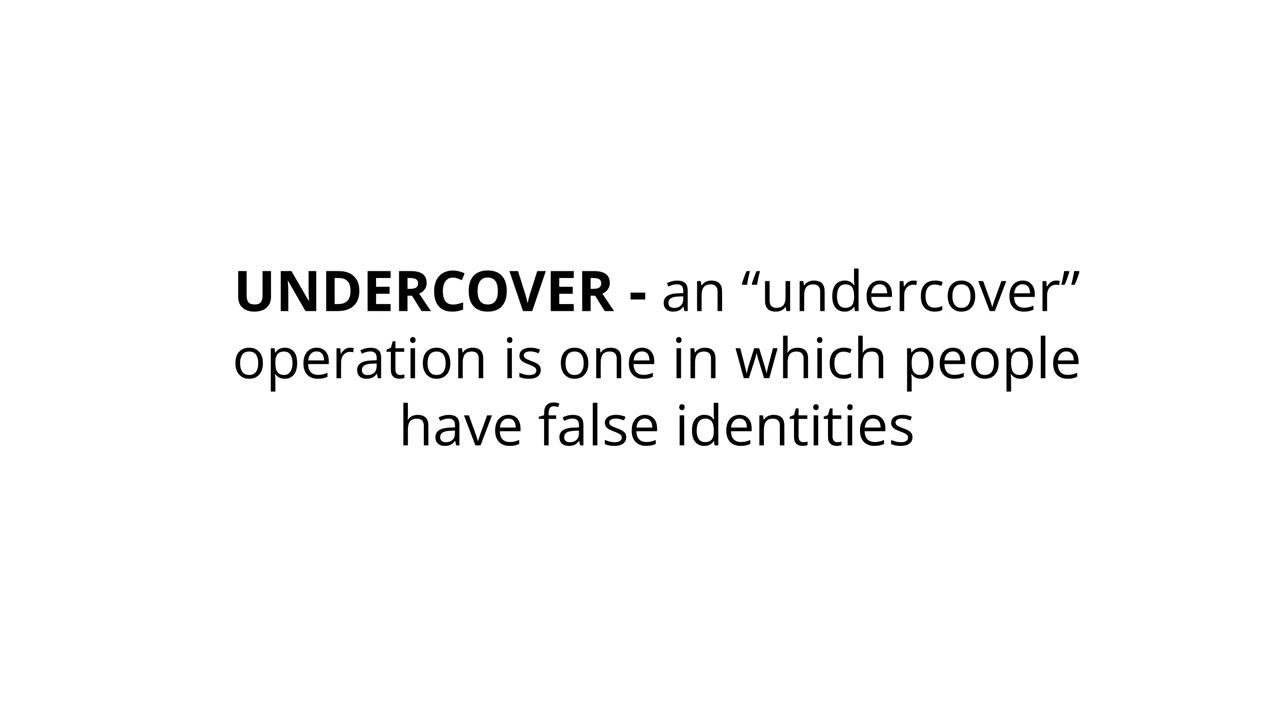 UNDERCOVER - an “undercover”
operation is one in which people
have false identities